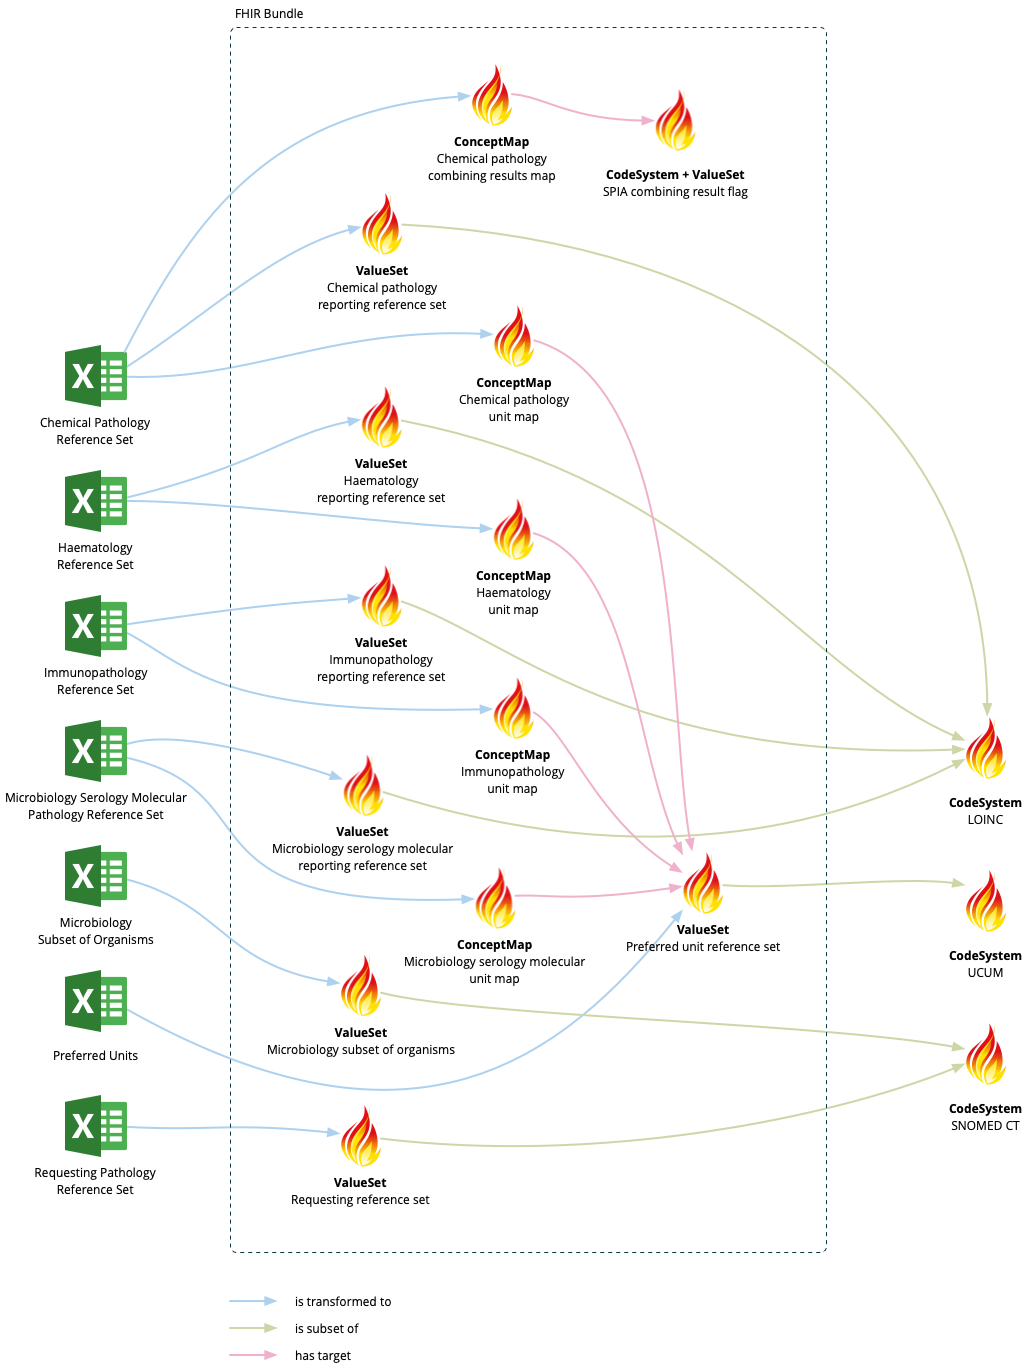 FHIR Bundle
ConceptMap
Chemical pathology
combining results map
CodeSystem + ValueSet
SPIA combining result flag
ValueSet
Chemical pathology
reporting reference set
ConceptMap
Chemical pathology
unit map
X
Chemical Pathology
Reference Set
ValueSet
Haematology
reporting reference set
X
Haematology
Reference Set
ConceptMap
Haematology
unit map
X
Immunopathology
Reference Set
ValueSet
Immunopathology
reporting reference set
ConceptMap
Immunopathology
unit map
X
Microbiology Serology Molecular
Pathology Reference Set
ValueSet
Microbiology serology molecular
reporting reference set
CodeSystem
LOINC
X
Microbiology
Subset of Organisms
ConceptMap
Microbiology serology molecular
unit map
ValueSet
Preferred unit reference set
CodeSystem
UCUM
X
Preferred Units
ValueSet
Microbiology subset of organisms
CodeSystem
SNOMED CT
X
Requesting Pathology
Reference Set
ValueSet
Requesting reference set
is transformed to
is subset of
has target